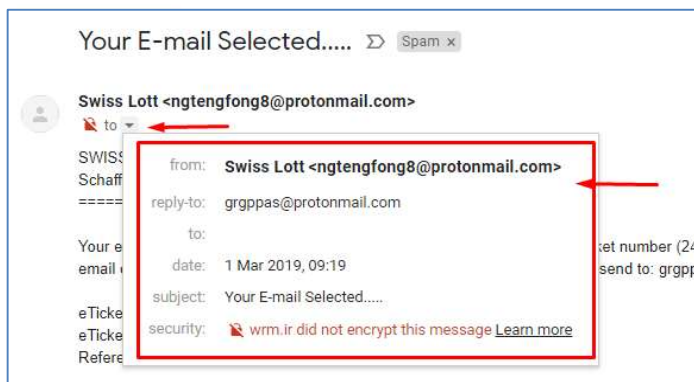 Your E-mail Selected.....
Spam x
Swiss Lott <ngtengfong8@protonmail.com>
to
SWISS
Schaff
=====
from: Swiss Lott <ngtengfong8@protonmail.com>
reply-to: grgppas@protonmail.com
to:
date: 1 Mar 2019, 09:19
subject: Your E-mail Selected.....
security: wrm.ir did not encrypt this message Learn more
Your e
ket number (24
email
send to: grgpp
eTicke
eTicke
Refere